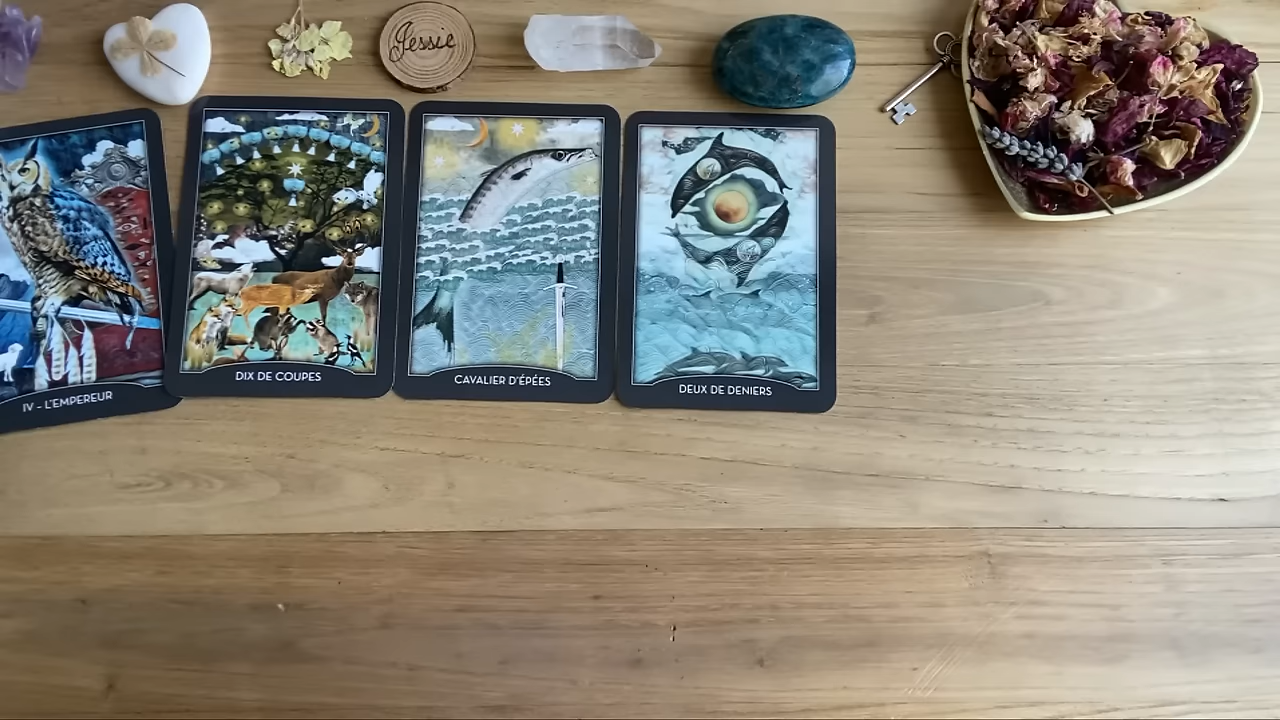 Jessie
IV - L'EMPEREUR
DIX DE COUPES
CAVALIER D'ÉPÉES
DEUX DE DENIERS